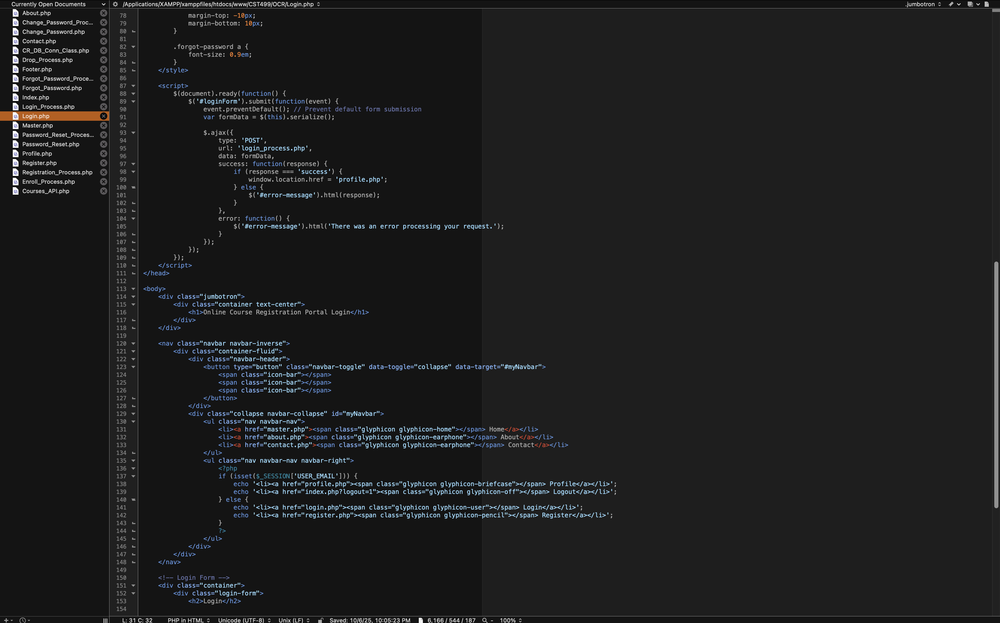 Currently Open Documents
/Applications/XAMPP/xamppfiles/htdocs/www/CST499/OCR/Login.php
.jumbotron
About.php
Change_Password_Proc...
Change_Password.php
Contact.php
CR_DB_Conn_Class.php
Drop_Process.php
Footer.php
Forgot_Password_Proce...
Forgot_Password.php
Index.php
Login_Process.php
Login.php
Master.php
Password_Reset_Proces...
Password_Reset.php
Profile.php
Register.php
Registration_Process.php
Enroll_Process.php
Courses_API.php
78 margin-top: -10px;
79 margin-bottom: 10px;
80 }
81
82 .forgot-password a {
83 font-size: 0.9em;
84 }
85 </style>
86
87 <script>
88 $(document).ready(function() {
89 $('#loginForm').submit(function(event) {
90 event.preventDefault(); // Prevent default form submission
91 var formData = $(this).serialize();
92
93 $.ajax({
94 type: 'POST',
95 url: 'login_process.php',
96 data: formData,
97 success: function(response) {
98 if (response === 'success') {
99 window.location.href = 'profile.php';
100 } else {
101 $('#error-message').html(response);
102 }
103 },
104 error: function() {
105 $('#error-message').html('There was an error processing your request.');
106 }
107 });
108 });
109 });
110 </script>
111 </head>
112
113 <body>
114 <div class="jumbotron">
115 <div class="container text-center">
116 <h1>Online Course Registration Portal Login</h1>
117 </div>
118 </div>
119
120 <nav class="navbar navbar-inverse">
121 <div class="container-fluid">
122 <div class="navbar-header">
123 <button type="button" class="navbar-toggle" data-toggle="collapse" data-target="#myNavbar">
124 <span class="icon-bar"></span>
125 <span class="icon-bar"></span>
126 <span class="icon-bar"></span>
127 </button>
128 </div>
129 <div class="collapse navbar-collapse" id="myNavbar">
130 <ul class="nav navbar-nav">
131 <li><a href="master.php"><span class="glyphicon glyphicon-home"></span> Home</a></li>
132 <li><a href="about.php"><span class="glyphicon glyphicon-earphone"></span> About</a></li>
133 <li><a href="contact.php"><span class="glyphicon glyphicon-earphone"></span> Contact</a></li>
134 </ul>
135 <ul class="nav navbar-nav navbar-right">
136 <?php
137 if (isset($_SESSION['USER_EMAIL'])) {
138 echo '<li><a href="profile.php"><span class="glyphicon glyphicon-briefcase"></span> Profile</a></li>';
139 echo '<li><a href="index.php?logout=1"><span class="glyphicon glyphicon-off"></span> Logout</a></li>';
140 } else {
141 echo '<li><a href="login.php"><span class="glyphicon glyphicon-user"></span> Login</a></li>';
142 echo '<li><a href="register.php"><span class="glyphicon glyphicon-pencil"></span> Register</a></li>';
143 }
144 ?>
145 </ul>
146 </div>
147 </div>
148 </nav>
149
150 <!-- Login Form -->
151 <div class="container">
152 <div class="login-form">
153 <h2>Login</h2>
154
L: 31 C: 32 PHP in HTML Unicode (UTF-8) Unix (LF) Saved: 10/6/25, 10:05:23 PM 6,166 / 544 / 187 - 100%